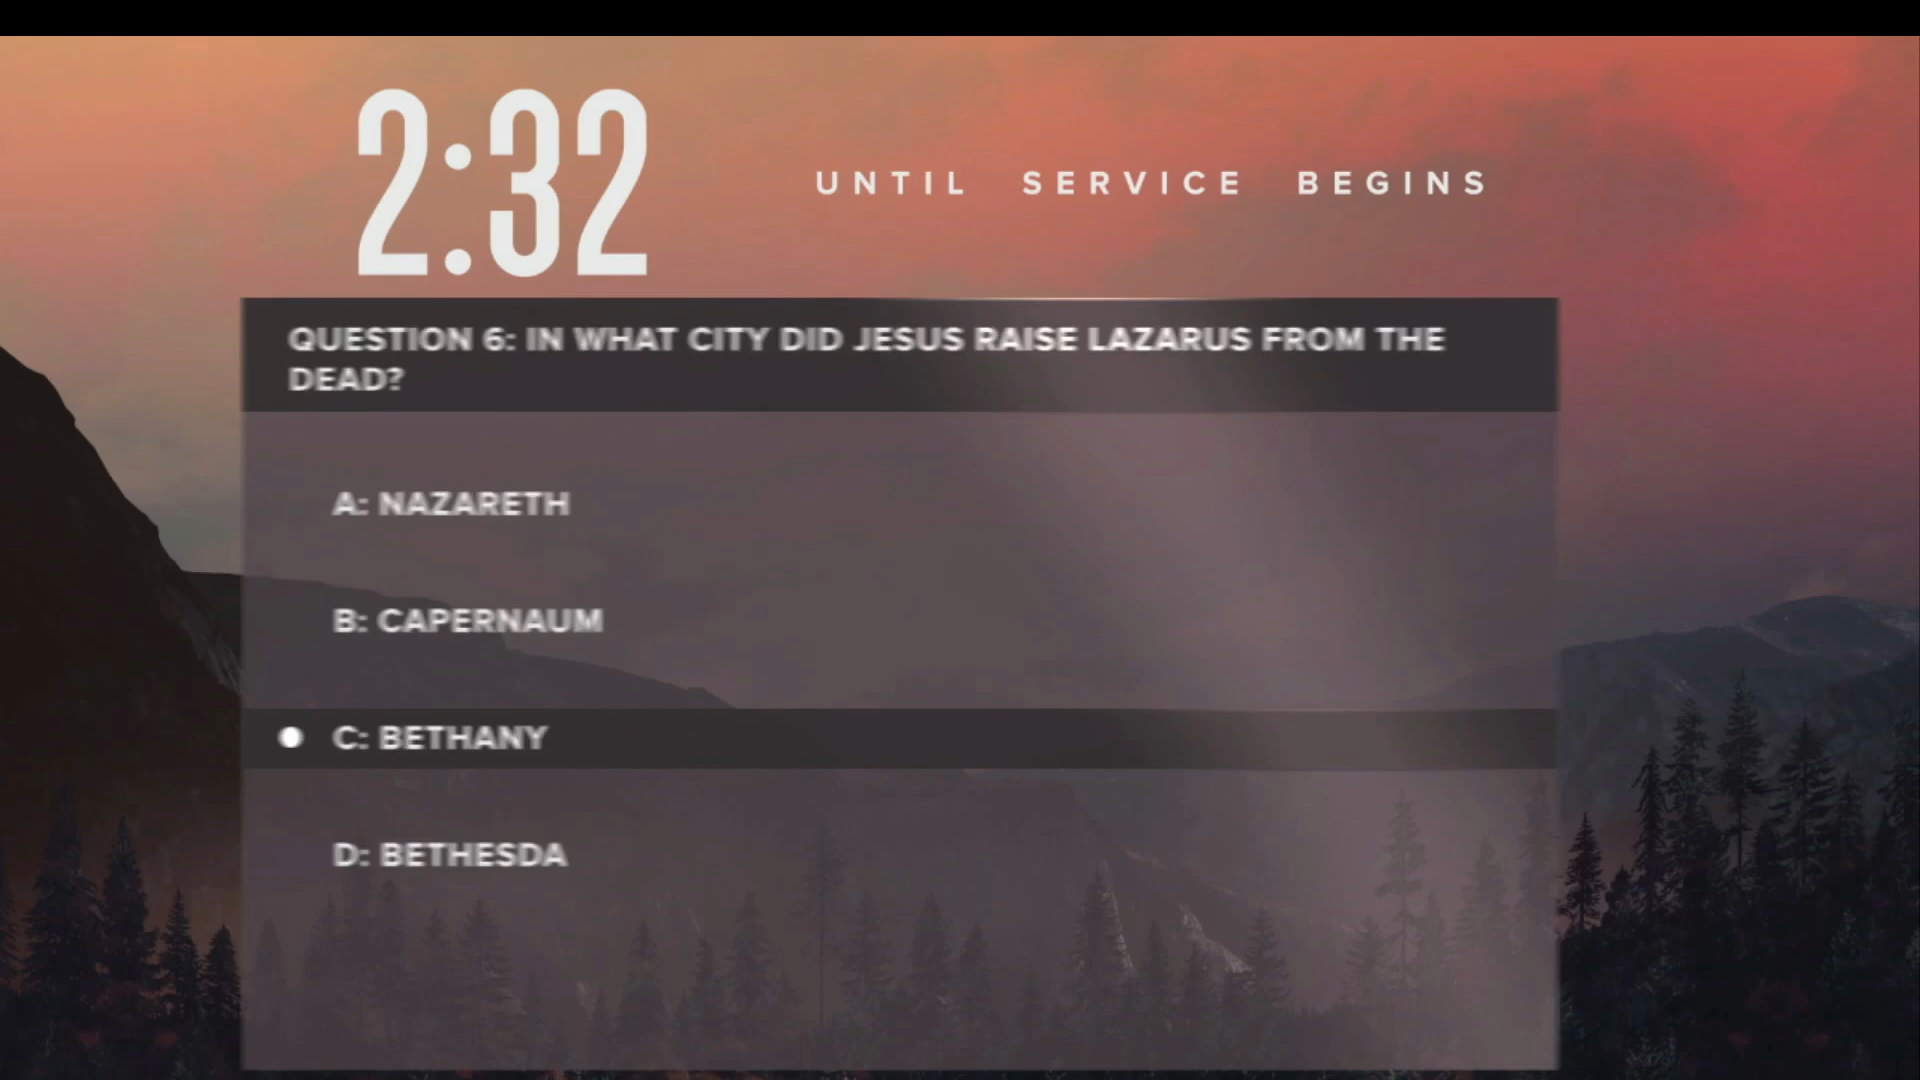 2:32
UNTIL SERVICE BEGINS
QUESTION 6: IN WHAT CITY DID JESUS RAISE LAZARUS FROM THE
DEAD?
A: NAZARETH
B: CAPERNAUM
C: BETHANY
D: BETHESDA